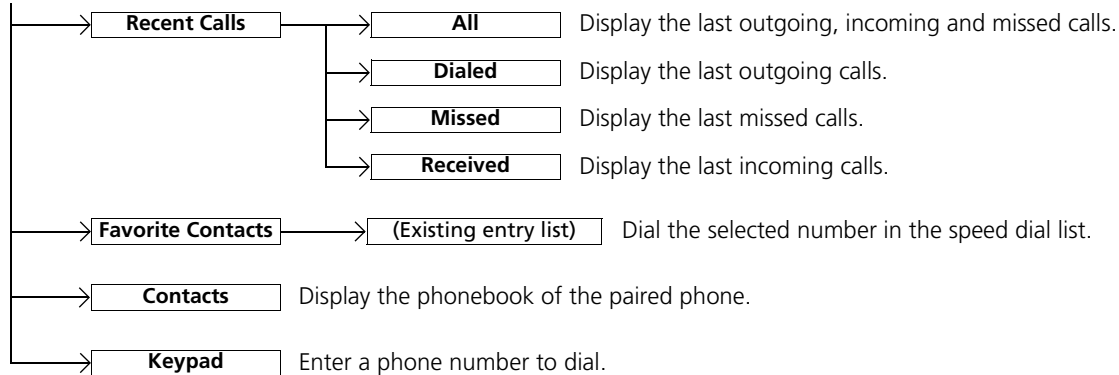 Recent Calls All Display the last outgoing, incoming and missed calls.
Dialed Display the last outgoing calls.
Missed Display the last missed calls.
Received Display the last incoming calls.
Favorite Contacts (Existing entry list) Dial the selected number in the speed dial list.
Contacts Display the phonebook of the paired phone.
Keypad Enter a phone number to dial.